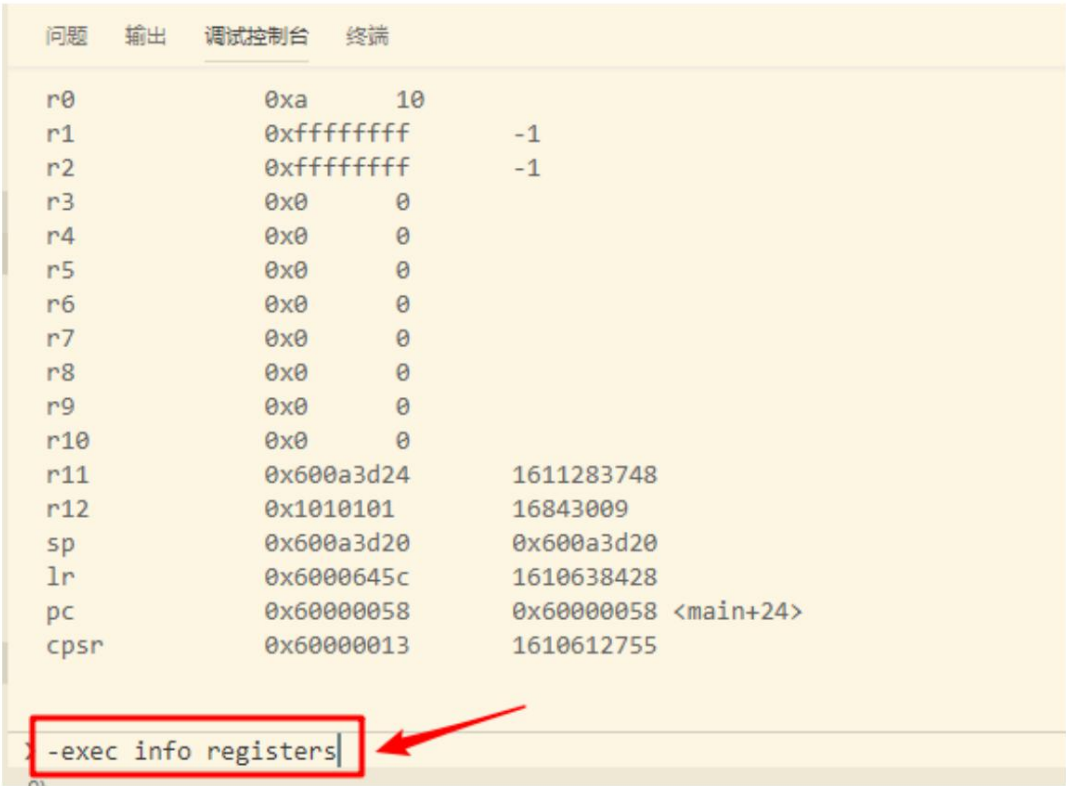 问题 输出 调试控制台 终端
r0 0xa 10
r1 0xffffffff -1
r2 0xffffffff -1
r3 0x0 0
r4 0x0 0
r5 0x0 0
r6 0x0 0
r7 0x0 0
r8 0x0 0
r9 0x0 0
r10 0x0 0
r11 0x600a3d24 1611283748
r12 0x1010101 16843009
sp 0x600a3d20 0x600a3d20
lr 0x6000645c 1610638428
pc 0x60000058 0x60000058 <main+24>
cpsr 0x60000013 1610612755
-exec info registers